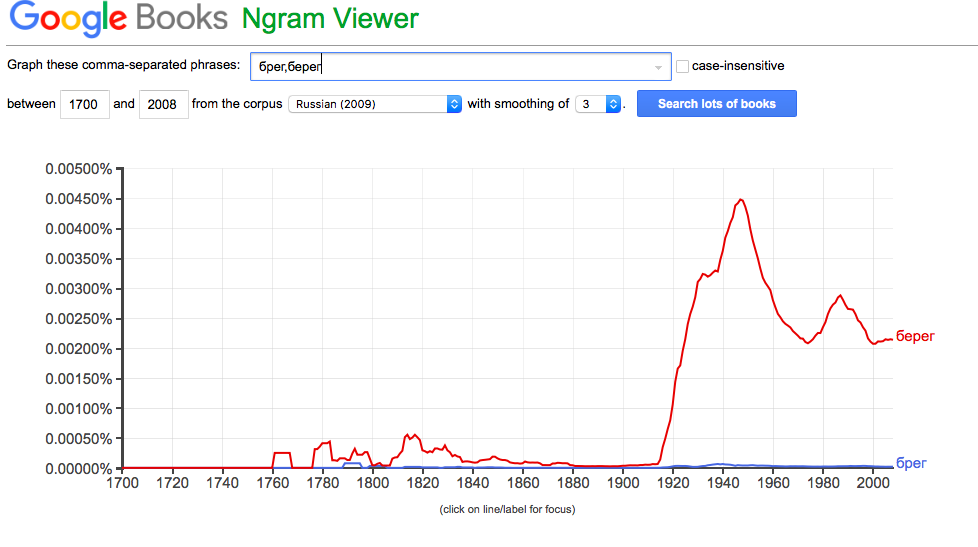 Google Books Ngram Viewer
Graph these comma-separated phrases: брег,берег case-insensitive
between 1700 and 2008 from the corpus Russian (2009) with smoothing of 3 . Search lots of books
0.00500%
0.00450%
0.00400%
0.00350%
0.00300%
0.00250%
берег
0.00200%
0.00150%
0.00100%
0.00050%
брег
0.00000%
1700 1720 1740 1760 1780 1800 1820 1840 1860 1880 1900 1920 1940 1960 1980 2000
(click on line/label for focus)